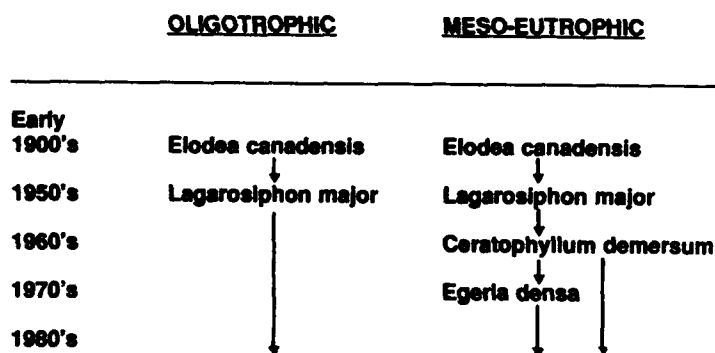 OLIGOTROPHIC MESO-EUTROPHIC
Early
1900's Elodea canadensis Elodea canadensis
1950's Lagarosiphon major Lagarosiphon major
1960's Ceratophyllum demersum
1970's Egeria densa
1980's